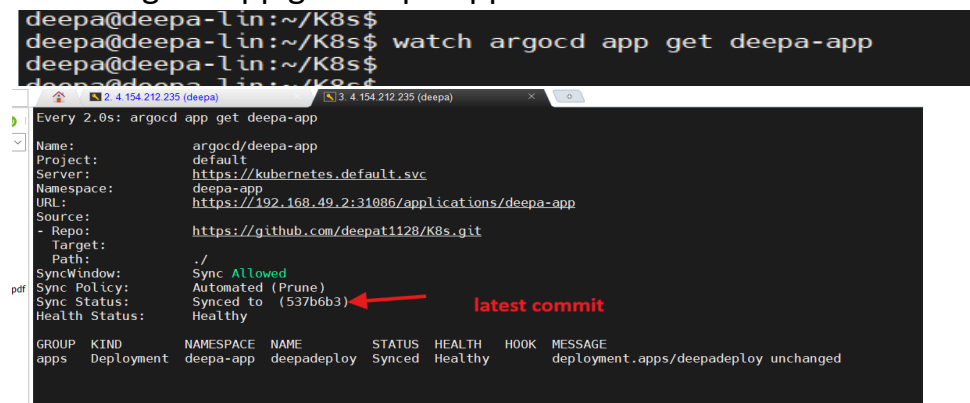 deepa@deepa-lin:~/K8s$
deepa@deepa-lin:~/K8s$ watch argocd app get deepa-app
deepa@deepa-lin:~/K8s$
2. 4.154.212.235 (deepa) 3. 4.154.212.235 (deepa)
Every 2.0s: argocd app get deepa-app
Name: argocd/deepa-app
Project: default
Server: https://kubernetes.default.svc
Namespace: deepa-app
URL: https://192.168.49.2:31086/applications/deepa-app
Source:
- Repo: https://github.com/deepat1128/K8s.git
Target:
Path: ./
SyncWindow: Sync Allowed
pdf
Sync Policy: Automated (Prune)
Sync Status: Synced to (537b6b3) latest commit
Health Status: Healthy
GROUP KIND NAMESPACE NAME STATUS HEALTH HOOK MESSAGE
apps Deployment deepa-app deepadeploy Synced Healthy deployment.apps/deepadeploy unchanged